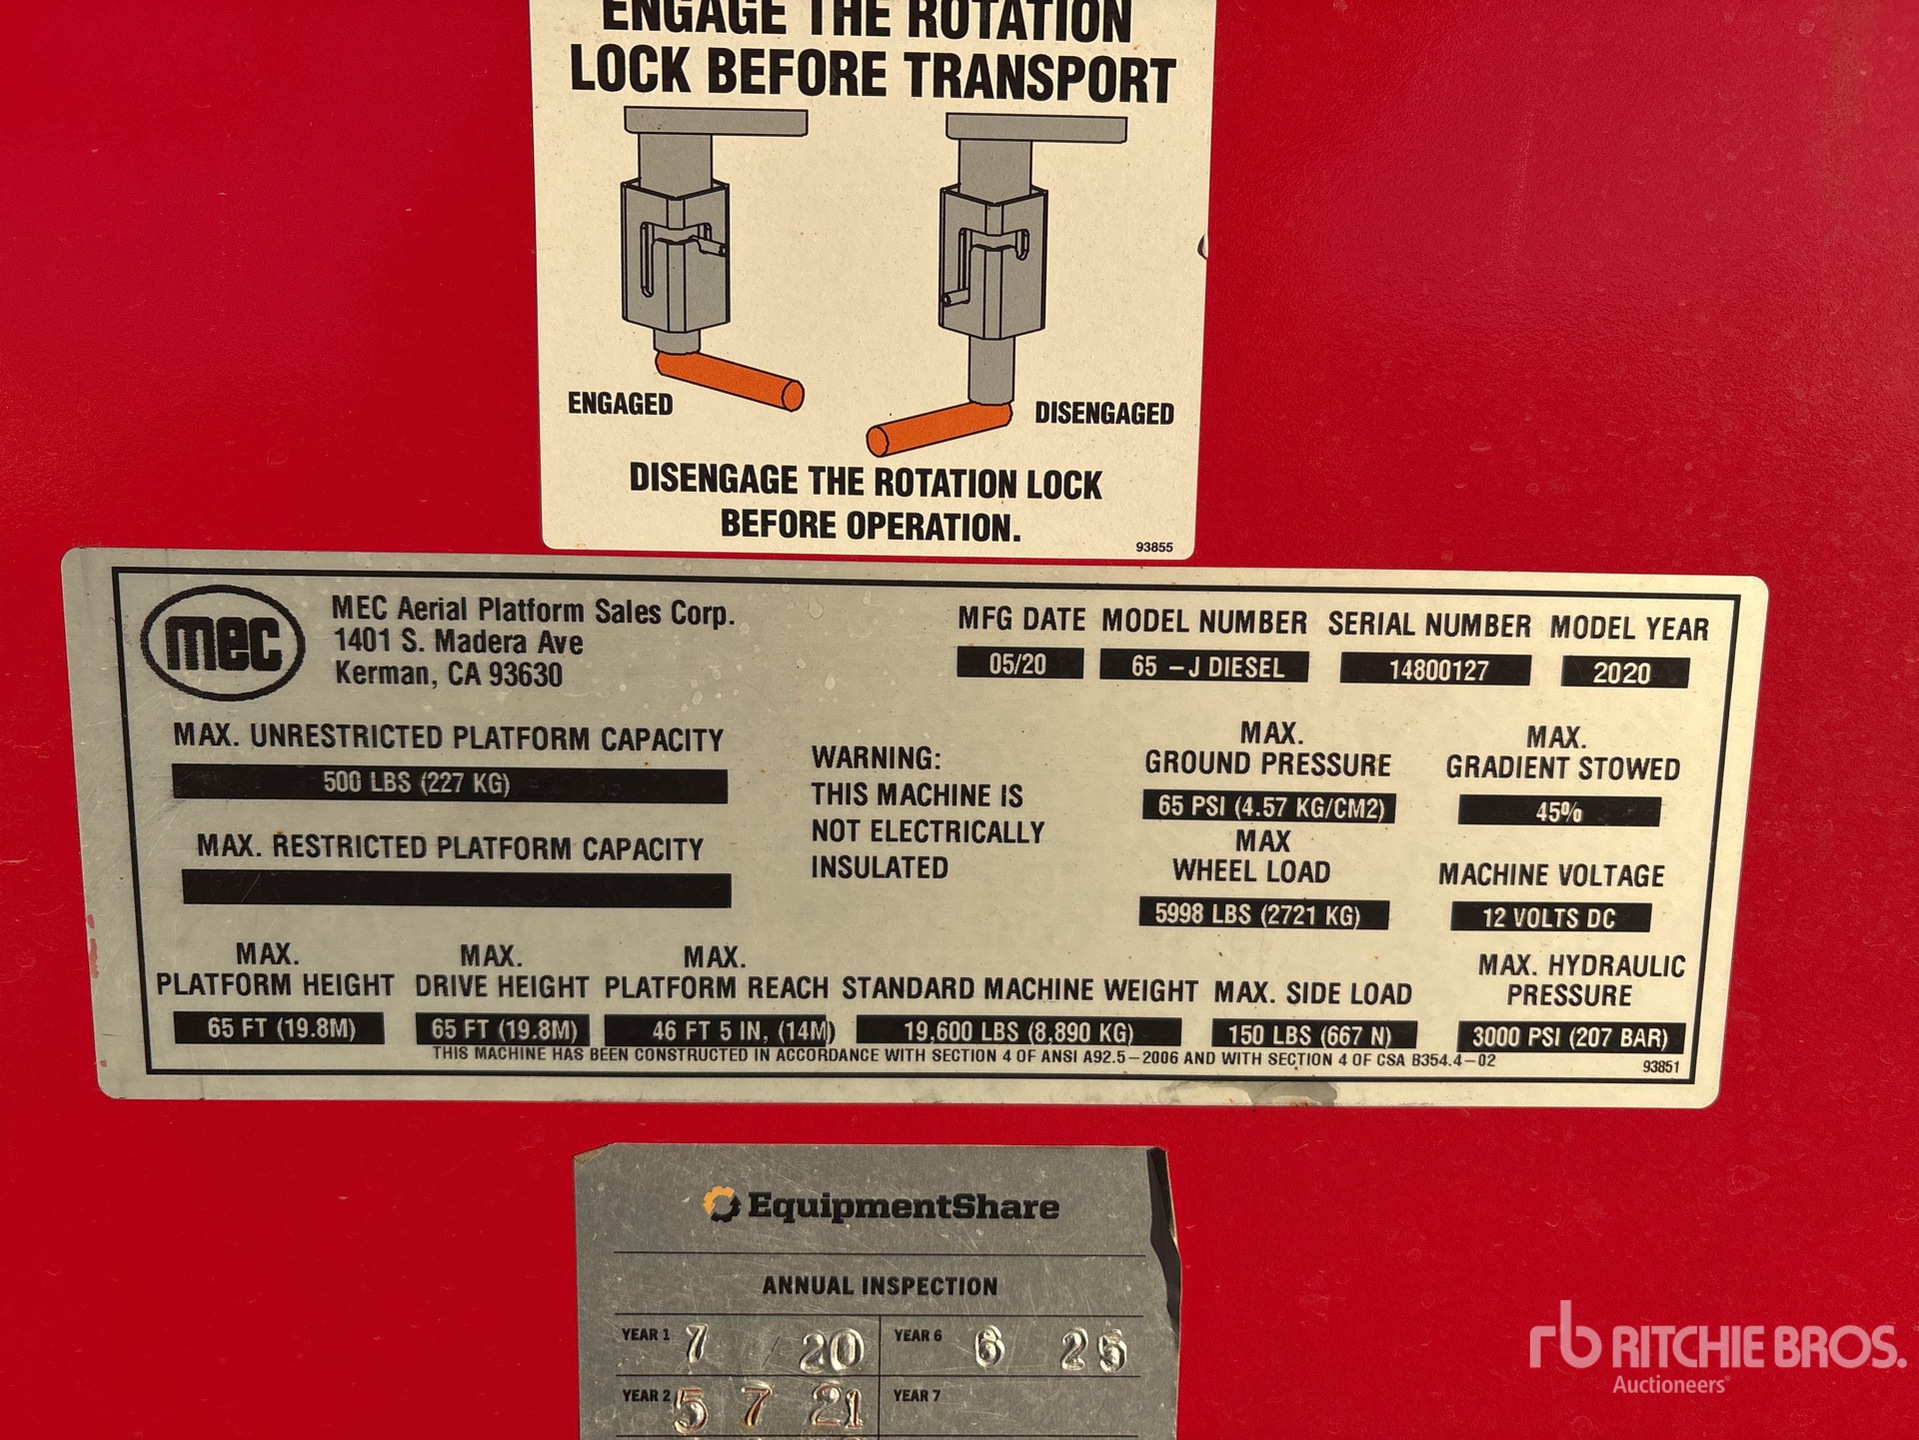 ENGAGE THE ROTATION
LOCK BEFORE TRANSPORT
ENGAGED
DISENGAGED
DISENGAGE THE ROTATION LOCK
BEFORE OPERATION.
93855
mec
MEC Aerial Platform Sales Corp.
1401 S. Madera Ave
Kerman, CA 93630
MFG DATE MODEL NUMBER SERIAL NUMBER MODEL YEAR
05/20 65 - J DIESEL 14800127 2020
MAX. UNRESTRICTED PLATFORM CAPACITY
500 LBS (227 KG)
MAX. RESTRICTED PLATFORM CAPACITY
WARNING:
THIS MACHINE IS
NOT ELECTRICALLY
INSULATED
MAX.
GROUND PRESSURE
65 PSI (4.57 KG/CM2)
MAX
WHEEL LOAD
5998 LBS (2721 KG)
MAX.
GRADIENT STOWED
45%
MACHINE VOLTAGE
12 VOLTS DC
MAX.
PLATFORM HEIGHT
65 FT (19.8M)
MAX.
DRIVE HEIGHT
65 FT (19.8M)
MAX.
PLATFORM REACH
46 FT 5 IN, (14M)
STANDARD MACHINE WEIGHT
19,600 LBS (8,890 KG)
MAX. SIDE LOAD
150 LBS (667 N)
MAX. HYDRAULIC
PRESSURE
3000 PSI (207 BAR)
THIS MACHINE HAS BEEN CONSTRUCTED IN ACCORDANCE WITH SECTION 4 OF ANSI A92.5-2006 AND WITH SECTION 4 OF CSA B354.4-02
93851
EquipmentShare
ANNUAL INSPECTION
YEAR 1 7 20 YEAR 6 6 25
YEAR 2 5 7 21 YEAR 7
rb RITCHIE BROS.
Auctioneers